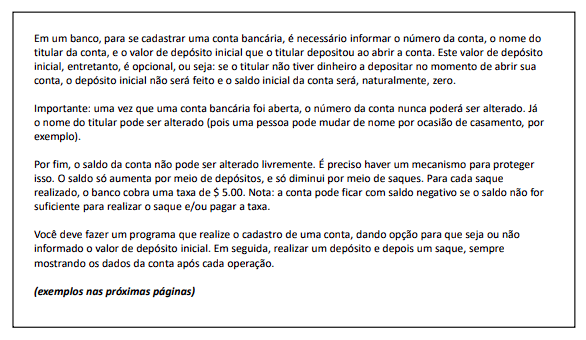 Em um banco, para se cadastrar uma conta bancária, é necessário informar o número da conta, o nome do
titular da conta, e o valor de depósito inicial que o titular depositou ao abrir a conta. Este valor de depósito
inicial, entretanto, é opcional, ou seja: se o titular não tiver dinheiro a depositar no momento de abrir sua
conta, o depósito inicial não será feito e o saldo inicial da conta será, naturalmente, zero.
Importante: uma vez que uma conta bancária foi aberta, o número da conta nunca poderá ser alterado. Já
o nome do titular pode ser alterado (pois uma pessoa pode mudar de nome por ocasião de casamento, por
exemplo).
Por fim, o saldo da conta não pode ser alterado livremente. É preciso haver um mecanismo para proteger
isso. O saldo só aumenta por meio de depósitos, e só diminui por meio de saques. Para cada saque
realizado, o banco cobra uma taxa de $ 5.00. Nota: a conta pode ficar com saldo negativo se o saldo não for
suficiente para realizar o saque e/ou pagar a taxa.
Você deve fazer um programa que realize o cadastro de uma conta, dando opção para que seja ou não
informado o valor de depósito inicial. Em seguida, realizar um depósito e depois um saque, sempre
mostrando os dados da conta após cada operação.
(exemplos nas próximas páginas)